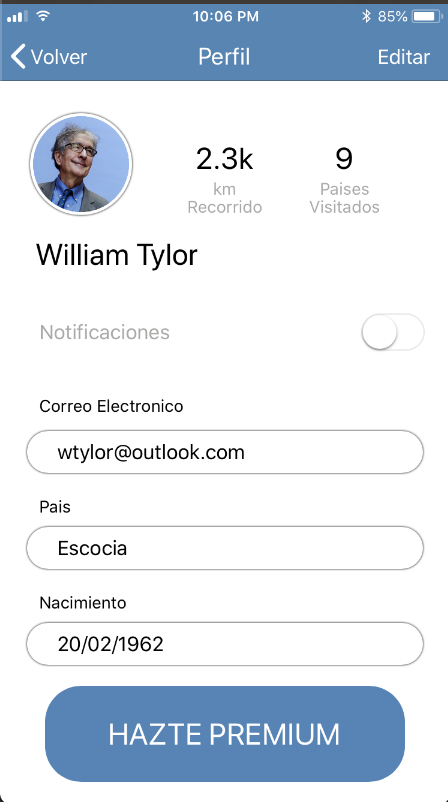 10:06 PM
85%
Volver
Perfil
Editar
2.3k
km
Recorrido
9
Paises
Visitados
William Tylor
Notificaciones
Correo Electronico
wtylor@outlook.com
Pais
Escocia
Nacimiento
20/02/1962
HAZTE PREMIUM